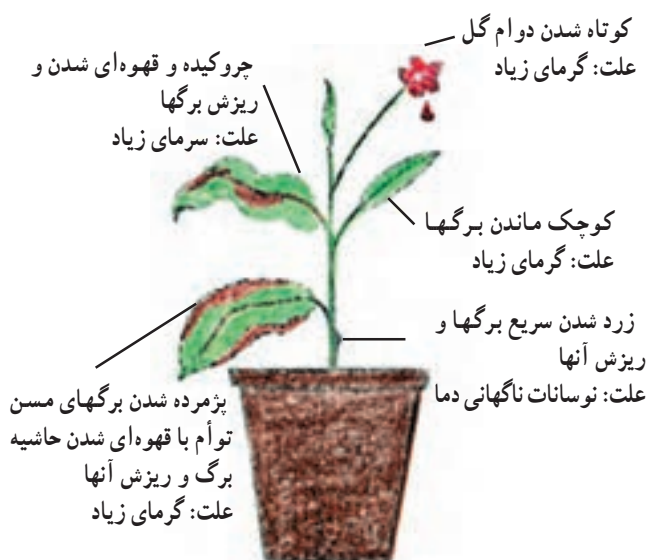 کوتاه شدن دوام گل
علت: گرمای زیاد
چروکیده و قهوه‌ای شدن و
ریزش برگها
علت: سرمای زیاد
کوچک ماندن برگها
علت: گرمای زیاد
زرد شدن سریع برگها و
ریزش آنها
علت: نوسانات ناگهانی دما
پژمرده شدن برگهای مسن
توأم با قهوه‌ای شدن حاشیه
برگ و ریزش آنها
علت: گرمای زیاد